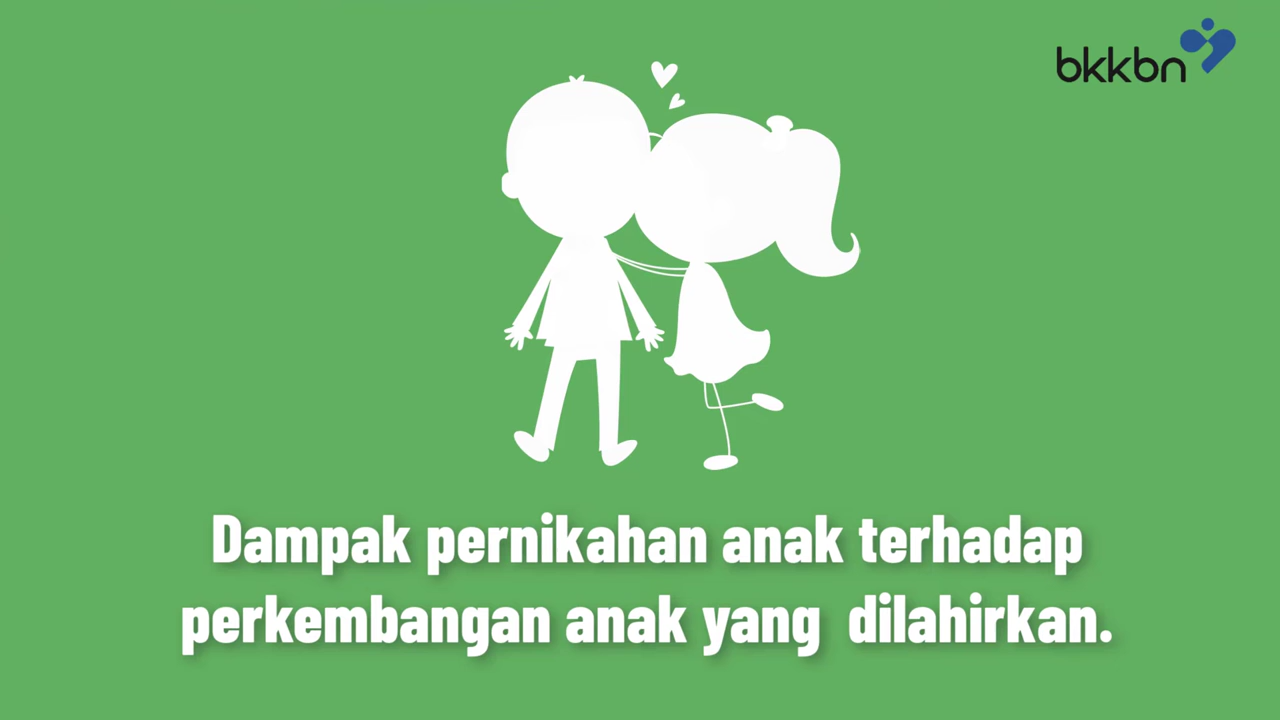 bkkbn
Dampak pernikahan anak terhadap
perkembangan anak yang dilahirkan.